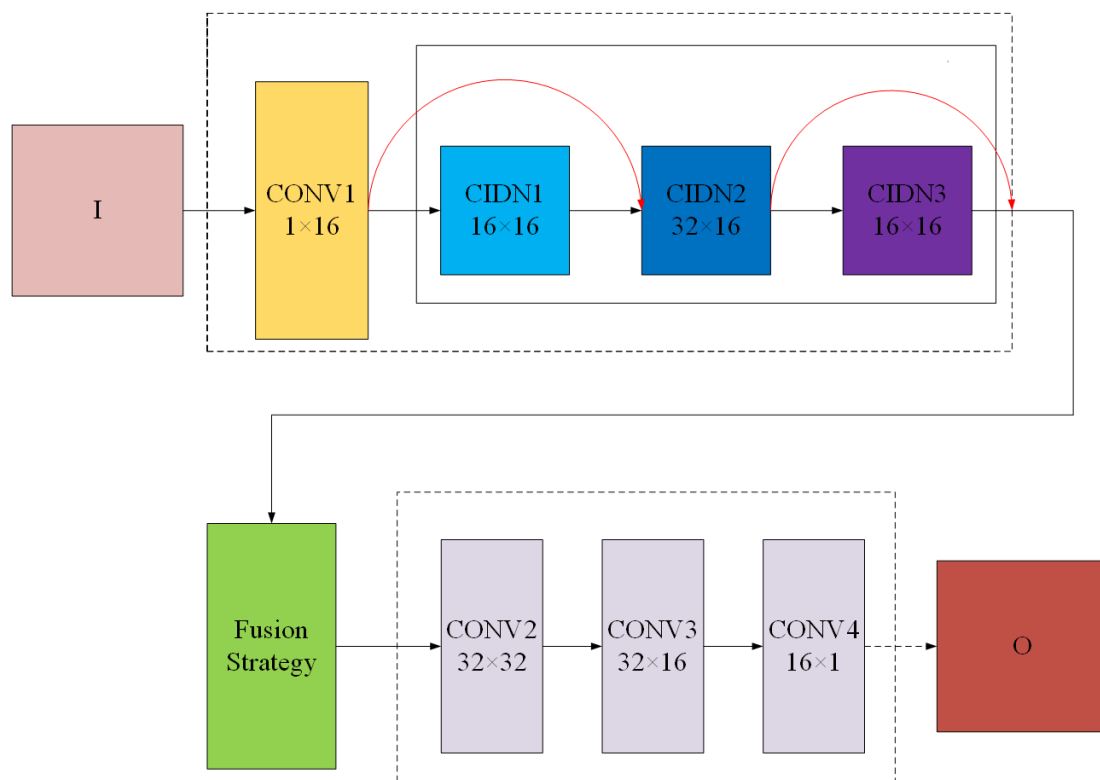 I
CONV1
1×16
CIDN1
16×16
CIDN2
32×16
CIDN3
16×16
Fusion
Strategy
CONV2
32×32
CONV3
32×16
CONV4
16×1
O